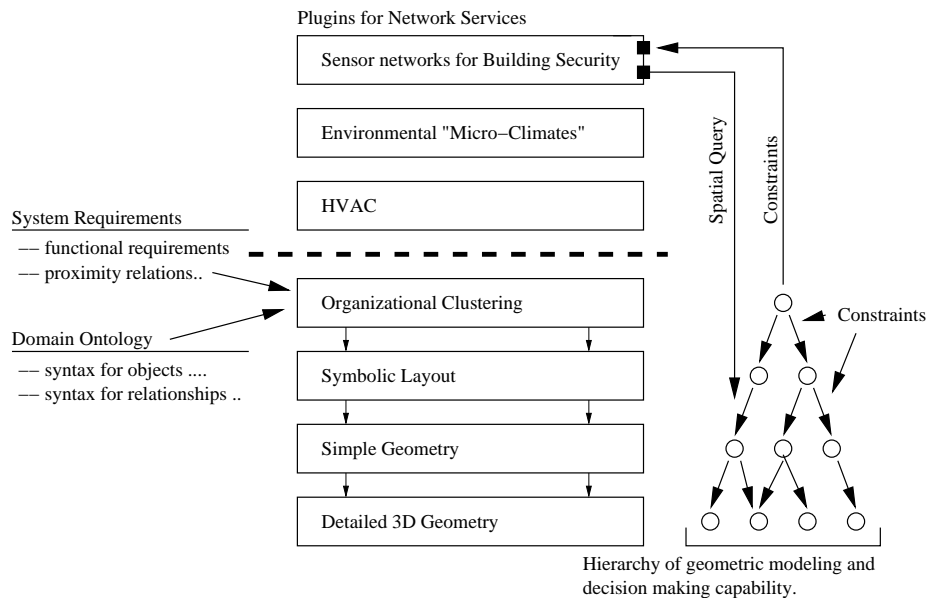 Plugins for Network Services
Sensor networks for Building Security
Environmental "Micro−Climates"
HVAC
Spatial Query
Constraints
System Requirements
−− functional requirements
−− proximity relations..
Organizational Clustering
Constraints
Domain Ontology
−− syntax for objects ....
−− syntax for relationships ..
Symbolic Layout
Simple Geometry
Detailed 3D Geometry
Hierarchy of geometric modeling and
decision making capability.